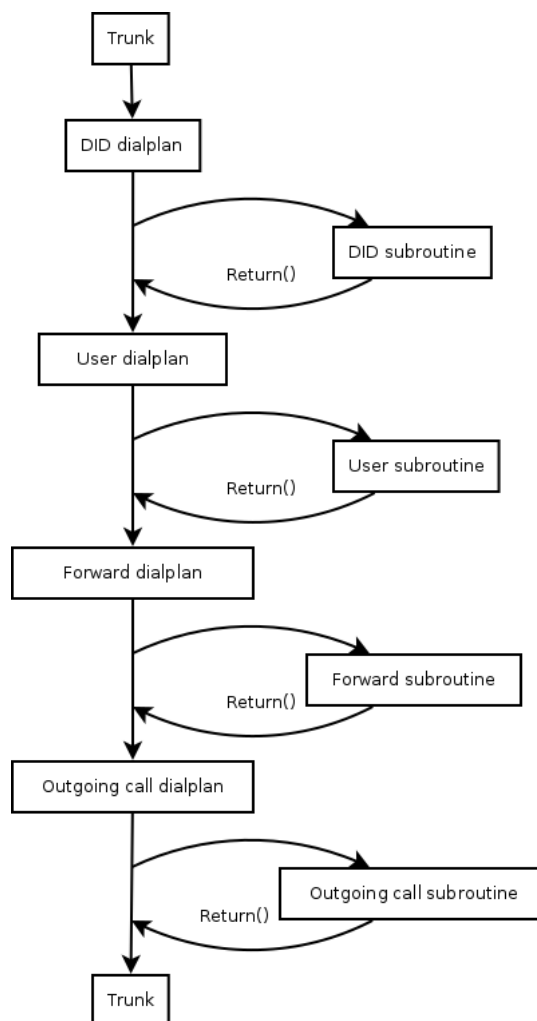 Trunk
DID dialplan
DID subroutine
Return()
User dialplan
User subroutine
Return()
Forward dialplan
Forward subroutine
Return()
Outgoing call dialplan
Outgoing call subroutine
Return()
Trunk